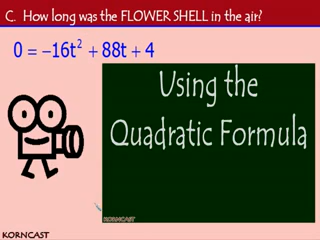 C. How long was the FLOWER SHELL in the air?
0 = −16t² + 88t + 4
Using the
Quadratic Formula
KORNCAST
KORNCAST